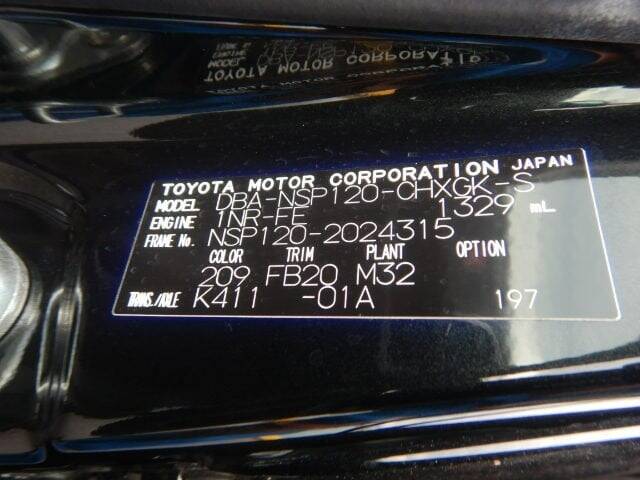 TOYOTA MOTOR CORPORATION JAPAN
MODEL DBA-NSP120-CHXGK-S
ENGINE 1NR-FE 1329 mL
FRAME No. NSP120-2024315
COLOR TRIM PLANT OPTION
209 FB20 M32
TRANS./AXLE K411 -01A 197